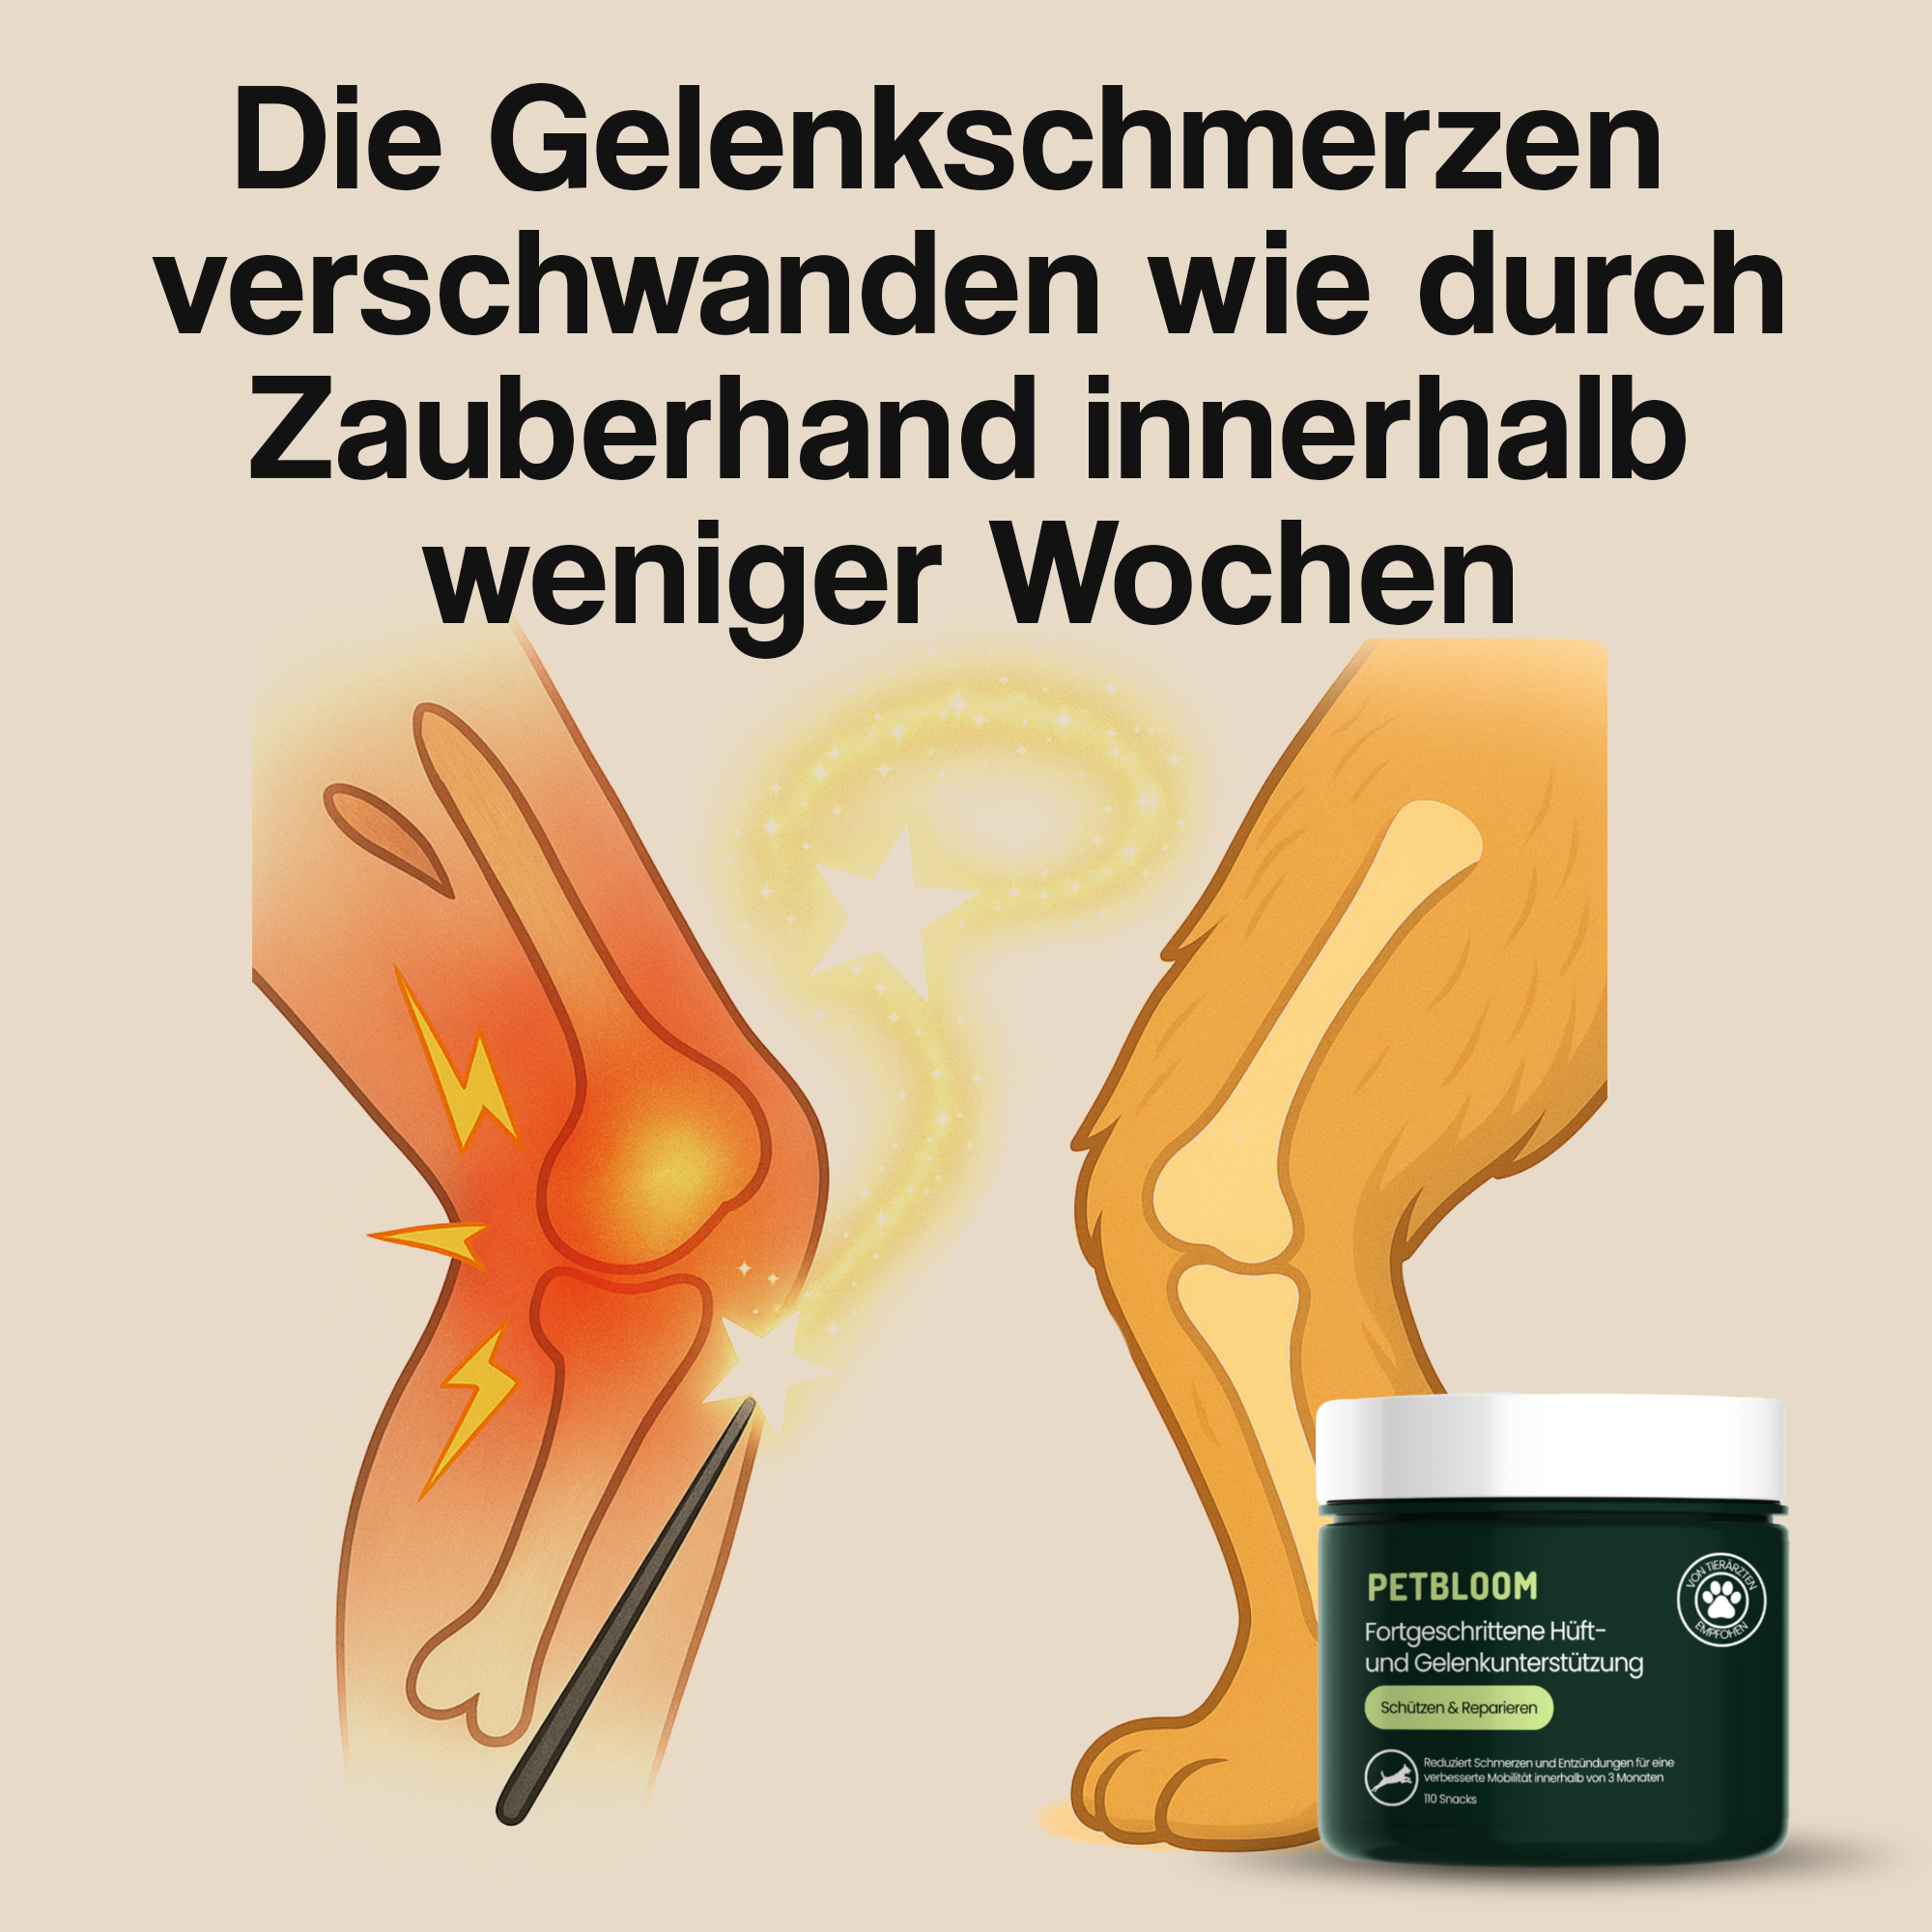 Die Gelenkschmerzen
verschwanden wie durch
Zauberhand innerhalb
weniger Wochen
PETBLOOM
VON TIERÄRZTEN
EMPFOHEN
Fortgeschrittene Hüft-
und Gelenkunterstützung
Schützen & Reparieren
Reduziert Schmerzen und Entzündungen für eine
verbesserte Mobilität innerhalb von 3 Monaten
110 Snacks